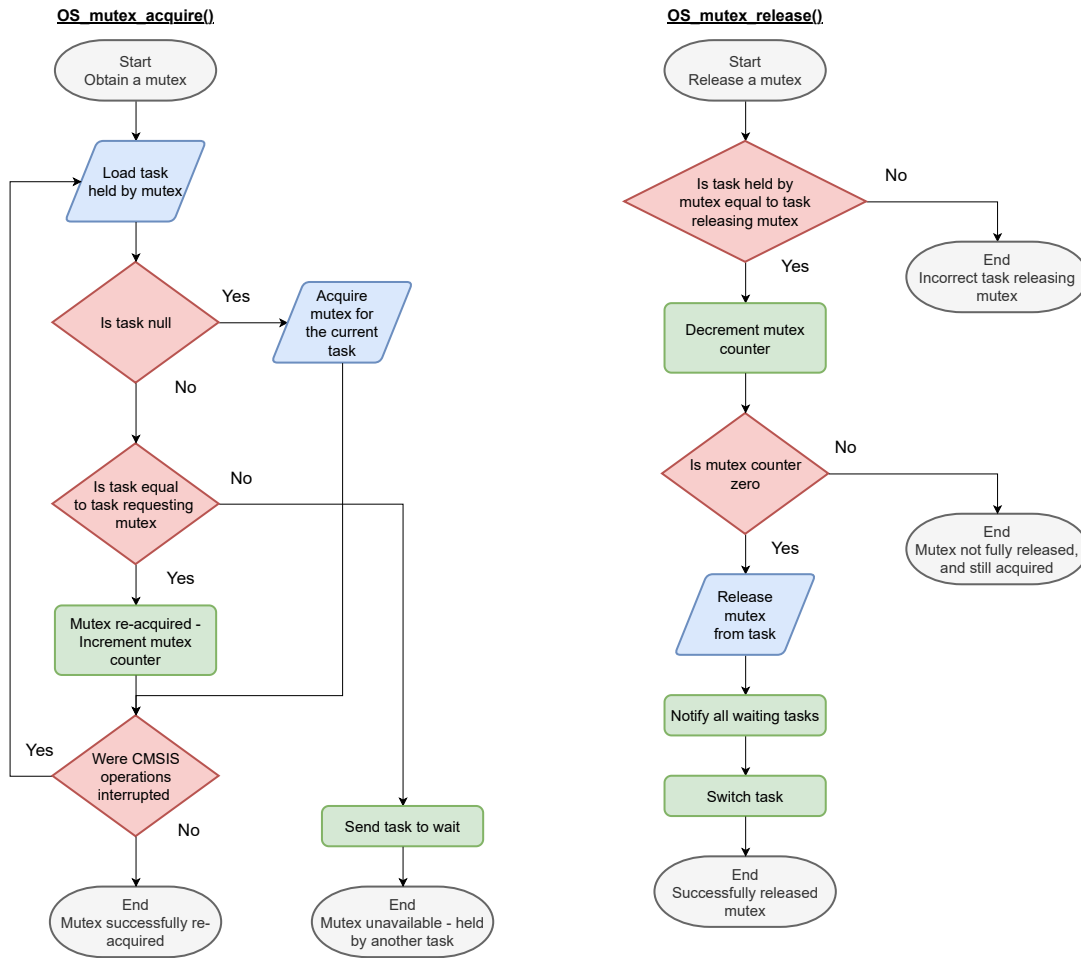 OS_mutex_acquire()
Start
Obtain a mutex
Load task
held by mutex
Is task null
Yes
Acquire
mutex for
the current
task
No
Is task equal
to task requesting
mutex
No
Yes
Mutex re-acquired -
Increment mutex
counter
Yes
Were CMSIS
operations
interrupted
No
Send task to wait
End
Mutex successfully re-
acquired
End
Mutex unavailable - held
by another task
OS_mutex_release()
Start
Release a mutex
Is task held by
mutex equal to task
releasing mutex
No
End
Incorrect task releasing
mutex
Yes
Decrement mutex
counter
Is mutex counter
zero
No
End
Mutex not fully released,
and still acquired
Yes
Release
mutex
from task
Notify all waiting tasks
Switch task
End
Successfully released
mutex